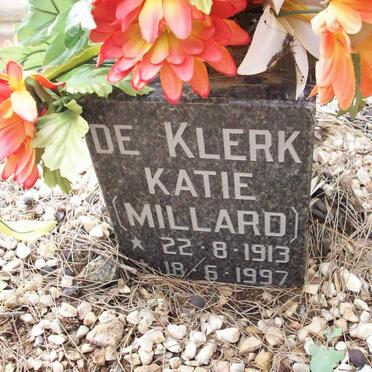 DE KLERK
KATIE
(MILLARD)
* 22·8·1913
18·6·1997